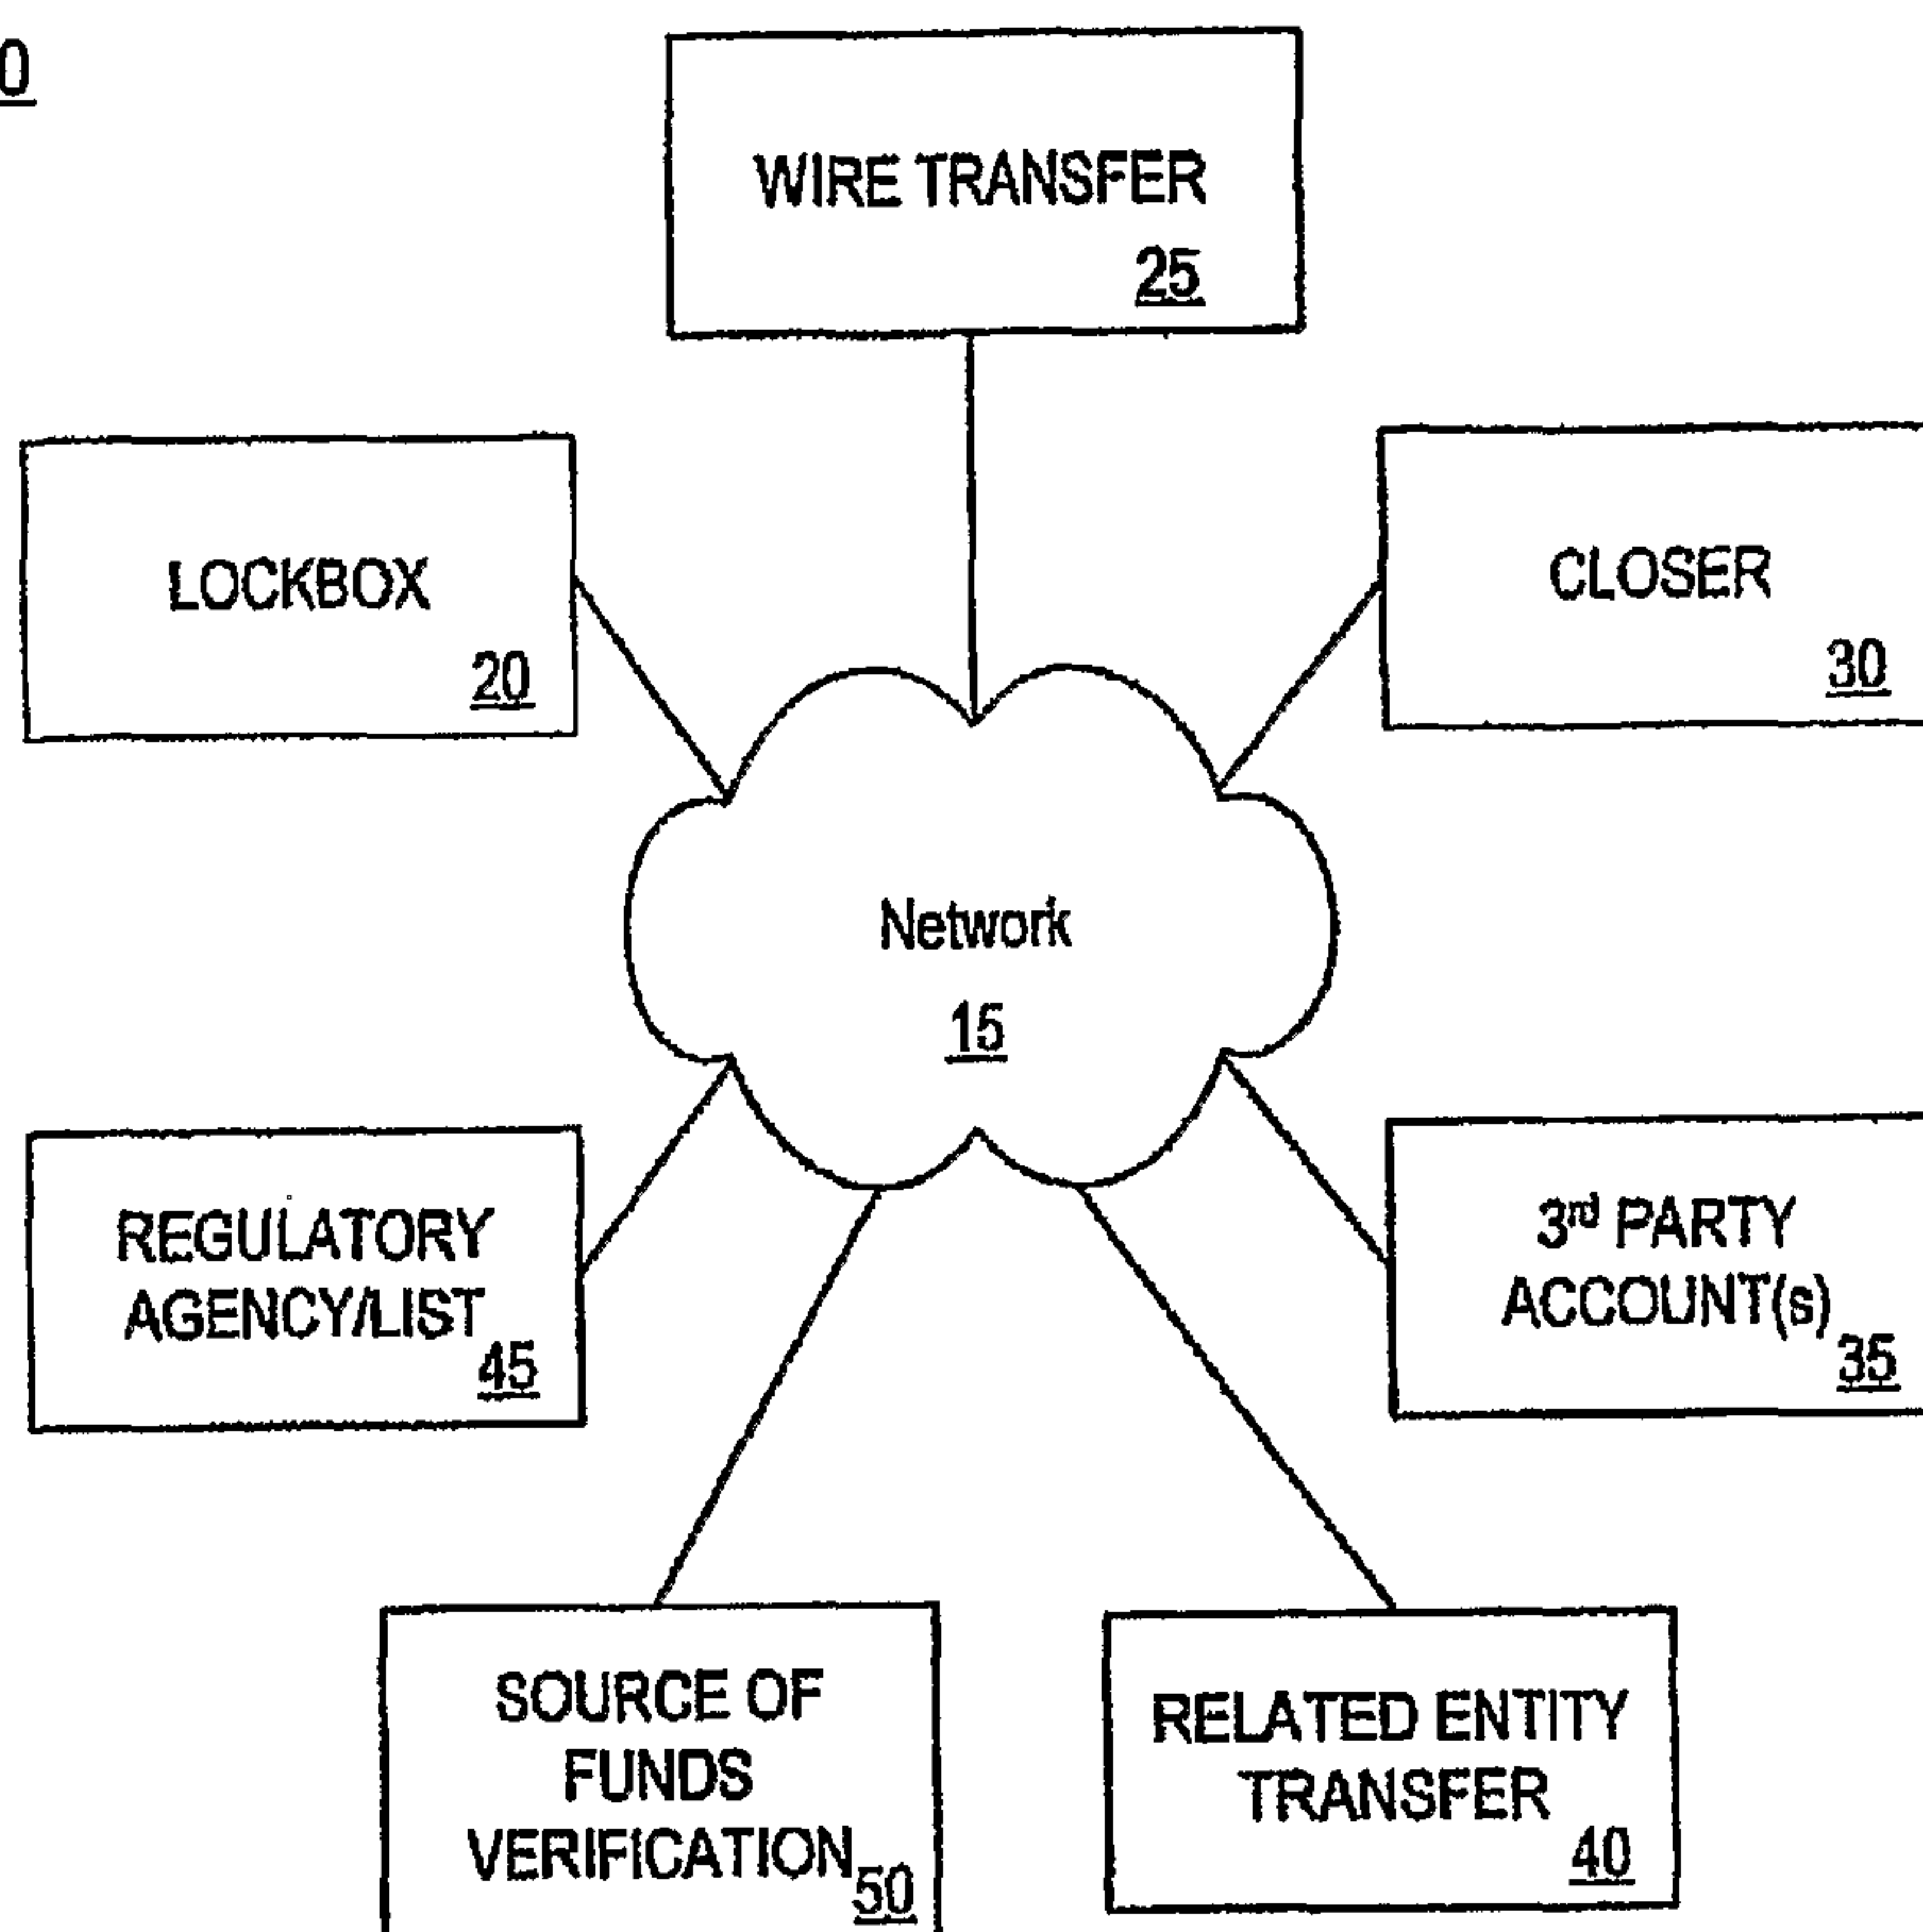 0
WIRE TRANSFER
25
LOCKBOX
20
CLOSER
30
Network
15
REGULATORY
AGENCY/LIST
45
3rd PARTY
ACCOUNT(s)
35
SOURCE OF
FUNDS
VERIFICATION
50
RELATED ENTITY
TRANSFER
40